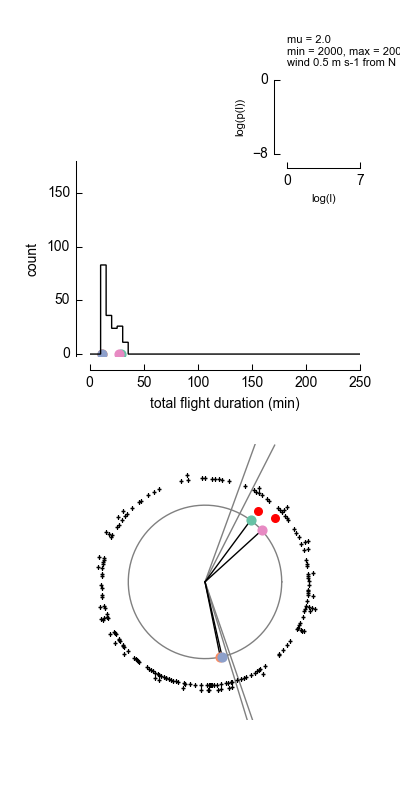 mu = 2.0
min = 2000, max = 200
wind 0.5 m s-1 from N
0
log(p(l))
−8
0 7
log(l)
150
count
100
50
0
0 50 100 150 200 250
total flight duration (min)